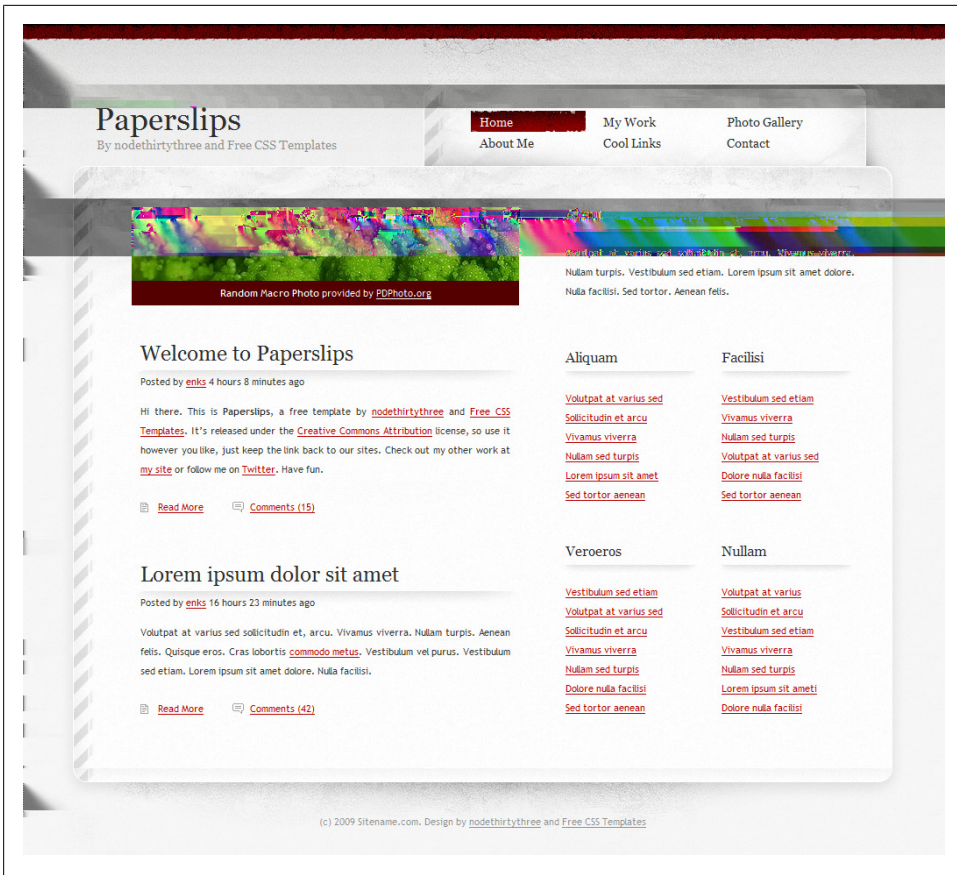 Paperslips
By nodethirtythree and Free CSS Templates
Home
My Work
Photo Gallery
About Me
Cool Links
Contact
Volutpat at varius sed sollicitudin et, arcu. Vivamus viverra.
Nullam turpis. Vestibulum sed etiam. Lorem ipsum sit amet dolore.
Nulla facilisi. Sed tortor. Aenean felis.
Random Macro Photo provided by PDPhoto.org
Welcome to Paperslips
Posted by enks 4 hours 8 minutes ago
Hi there. This is Paperslips, a free template by nodethirtythree and Free CSS
Templates. It's released under the Creative Commons Attribution license, so use it
however you like, just keep the link back to our sites. Check out my other work at
my site or follow me on Twitter. Have fun.
Read More
Comments (15)
Lorem ipsum dolor sit amet
Posted by enks 16 hours 23 minutes ago
Volutpat at varius sed sollicitudin et, arcu. Vivamus viverra. Nullam turpis. Aenean
felis. Quisque eros. Cras lobortis commodo metus. Vestibulum vel purus. Vestibulum
sed etiam. Lorem ipsum sit amet dolore. Nulla facilisi.
Read More
Comments (42)
Aliquam
Volutpat at varius sed
Sollicitudin et arcu
Vivamus viverra
Nullam sed turpis
Lorem ipsum sit amet
Sed tortor aenean
Facilisi
Vestibulum sed etiam
Vivamus viverra
Nullam sed turpis
Volutpat at varius sed
Dolore nulla facilisi
Sed tortor aenean
Veroeros
Vestibulum sed etiam
Volutpat at varius sed
Sollicitudin et arcu
Vivamus viverra
Nullam sed turpis
Dolore nulla facilisi
Sed tortor aenean
Nullam
Volutpat at varius
Sollicitudin et arcu
Vestibulum sed etiam
Vivamus viverra
Nullam sed turpis
Lorem ipsum sit ameti
Dolore nulla facilisi
(c) 2009 Sitename.com. Design by nodethirtythree and Free CSS Templates